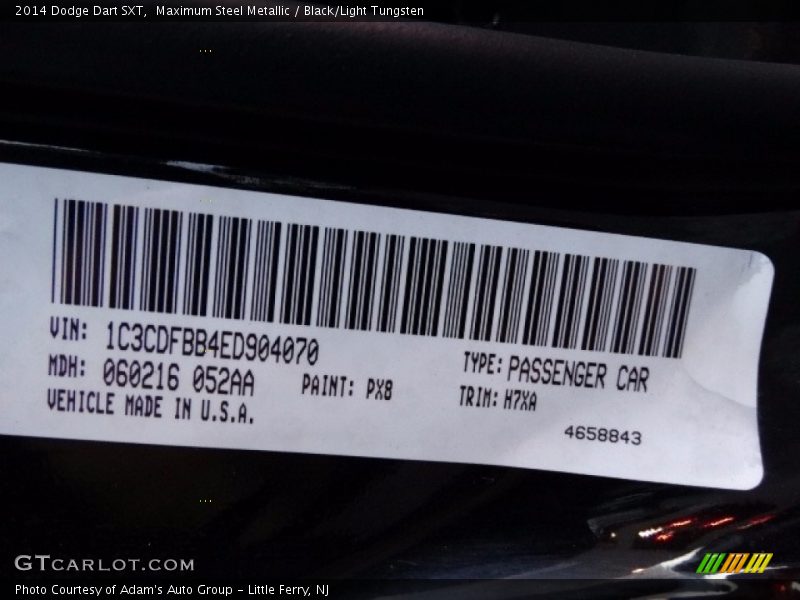 2014 Dodge Dart SXT,  Maximum Steel Metallic / Black/Light Tungsten
VIN: 1C3CDFBB4ED904070
MDH: 060216 052AA PAINT: PX8
VEHICLE MADE IN U.S.A.
TYPE: PASSENGER CAR
TRIM: H7XA
4658843
GTCARLOT.COM
Photo Courtesy of Adam's Auto Group - Little Ferry, NJ